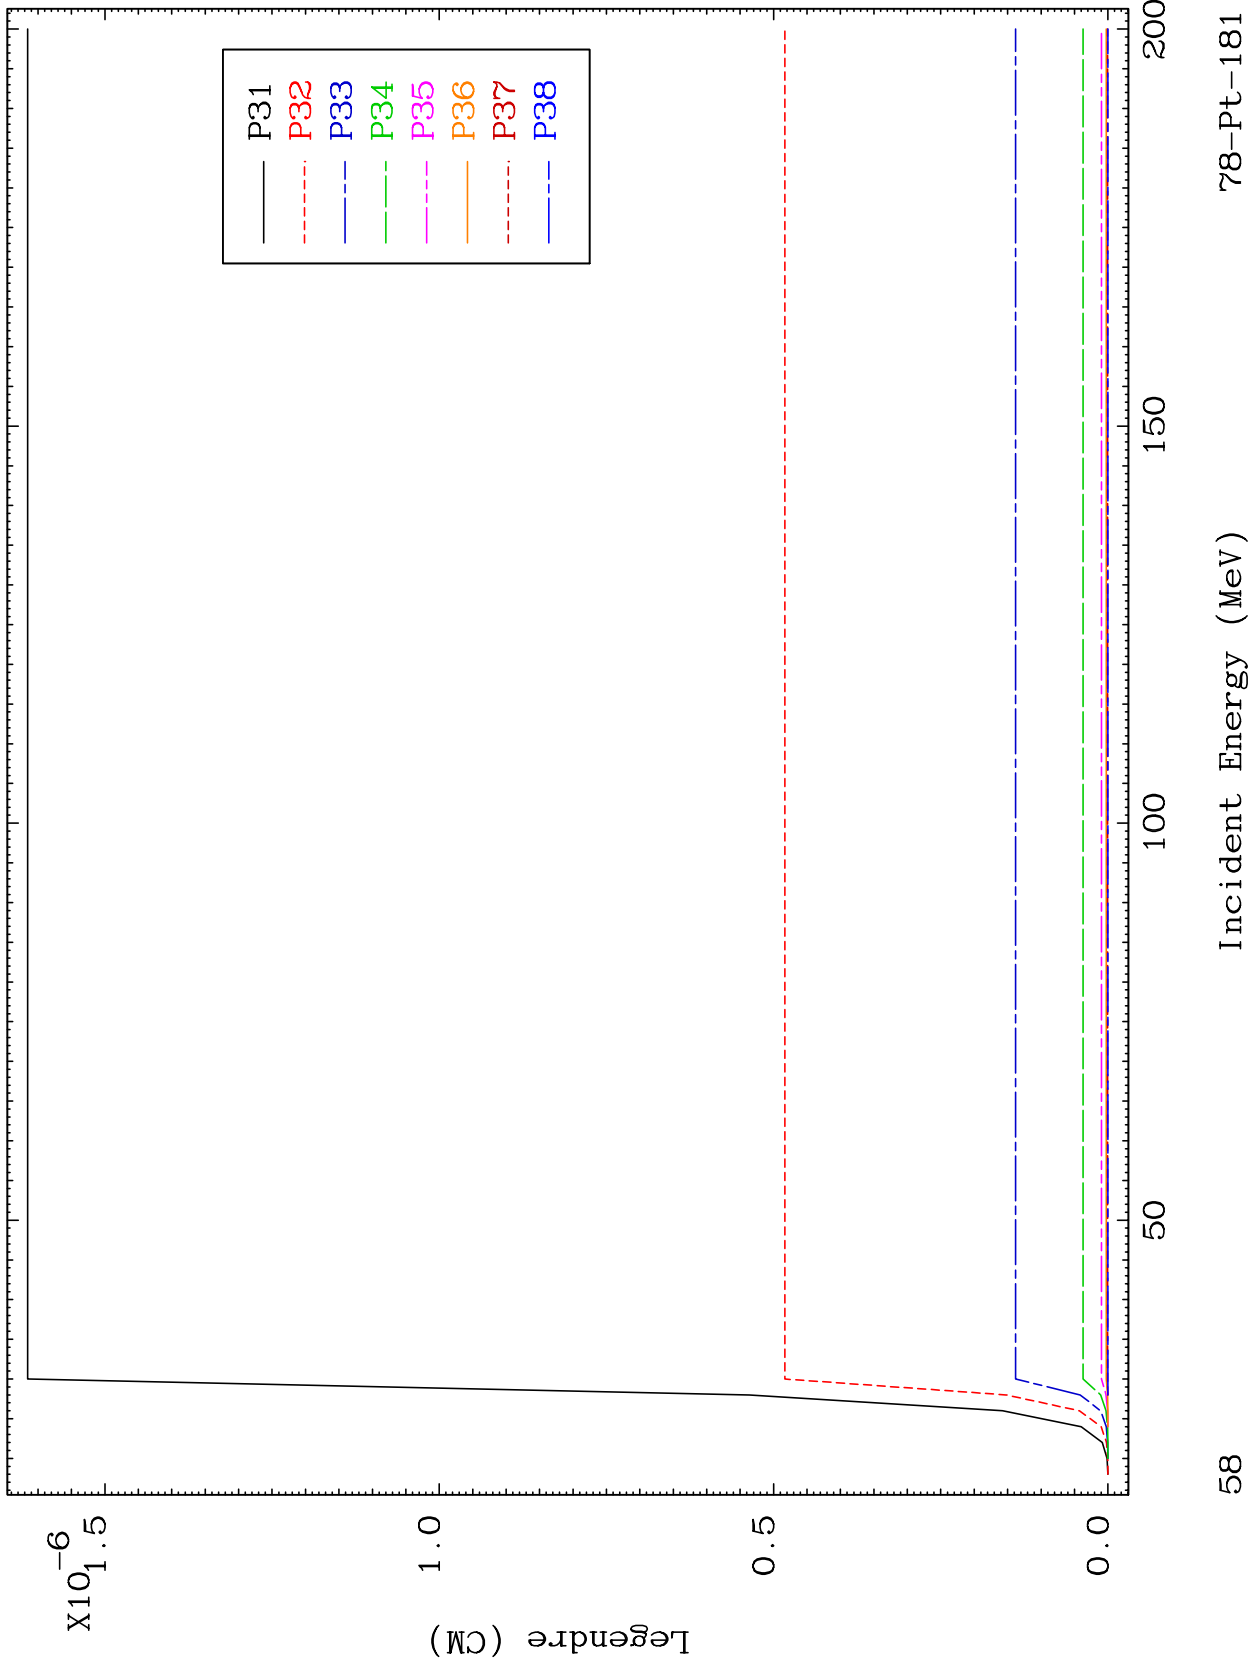 X10-6
1.5
1.0
0.5
0.0
Legendre (CM)
P31
P32
P33
P34
P35
P36
P37
P38
50
100
150
200
Incident Energy (MeV)
58
78-Pt-181